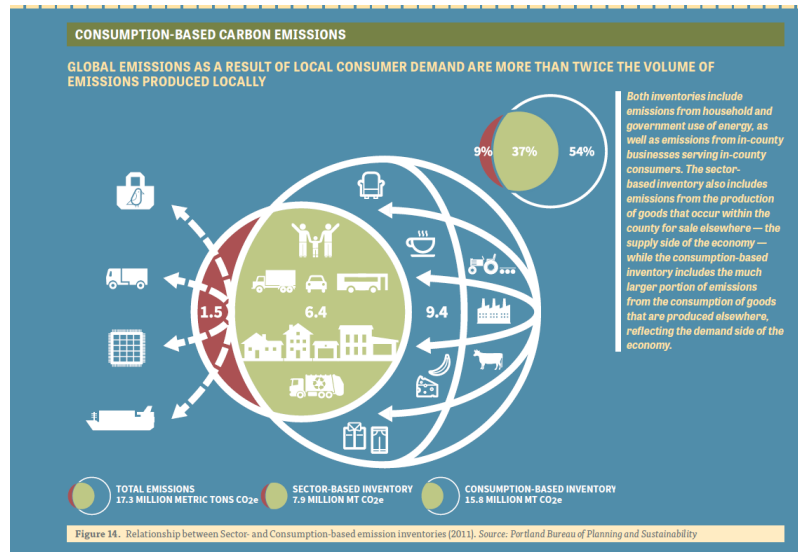 CONSUMPTION-BASED CARBON EMISSIONS
GLOBAL EMISSIONS AS A RESULT OF LOCAL CONSUMER DEMAND ARE MORE THAN TWICE THE VOLUME OF
EMISSIONS PRODUCED LOCALLY
9%
37%
54%
Both inventories include
emissions from household and
government use of energy, as
well as emissions from in-county
businesses serving in-county
consumers. The sector-
based inventory also includes
emissions from the production
of goods that occur within the
county for sale elsewhere — the
supply side of the economy —
while the consumption-based
inventory includes the much
larger portion of emissions
from the consumption of goods
that are produced elsewhere,
reflecting the demand side of the
economy.
1.5
6.4
9.4
TOTAL EMISSIONS
17.3 MILLION METRIC TONS CO2e
SECTOR-BASED INVENTORY
7.9 MILLION MT CO2e
CONSUMPTION-BASED INVENTORY
15.8 MILLION MT CO2e
Figure 14. Relationship between Sector- and Consumption-based emission inventories (2011). Source: Portland Bureau of Planning and Sustainability